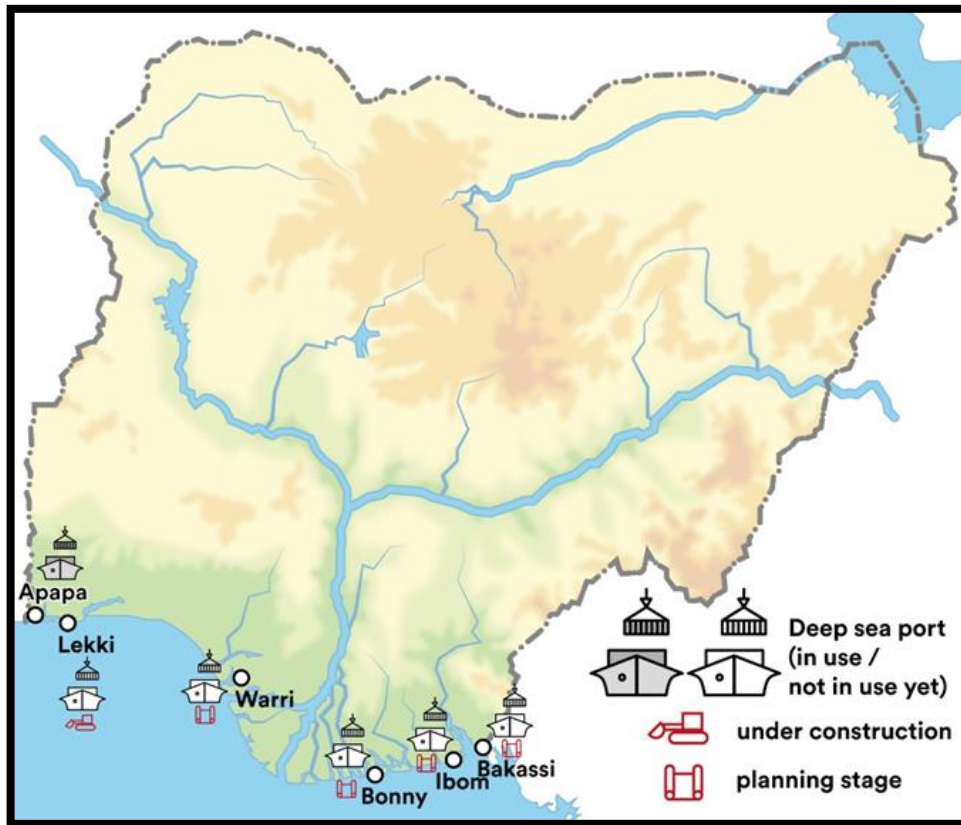 Apapa
Lekki
Warri
Bonny
Ibom
Bakassi
Deep sea port
(in use /
not in use yet)
under construction
planning stage